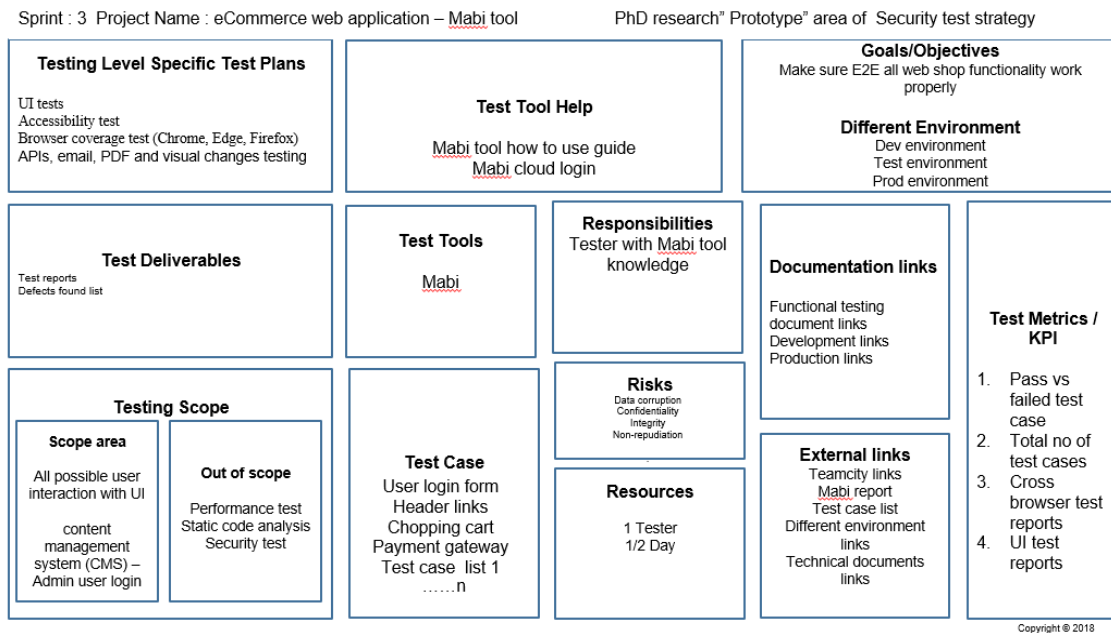 Sprint : 3 Project Name : eCommerce web application – Mabi tool
PhD research” Prototype” area of Security test strategy
Testing Level Specific Test Plans
UI tests
Accessibility test
Browser coverage test (Chrome, Edge, Firefox)
APIs, email, PDF and visual changes testing
Test Tool Help
Mabi tool how to use guide
Mabi cloud login
Goals/Objectives
Make sure E2E all web shop functionality work
properly
Different Environment
Dev environment
Test environment
Prod environment
Test Deliverables
Test reports
Defects found list
Test Tools
Mabi
Responsibilities
Tester with Mabi tool
knowledge
Documentation links
Functional testing
document links
Development links
Production links
Test Metrics /
KPI
1. Pass vs
failed test
case
2. Total no of
test cases
3. Cross
browser test
reports
4. UI test
reports
Testing Scope
Scope area
All possible user
interaction with UI
content
management
system (CMS) –
Admin user login
Out of scope
Performance test
Static code analysis
Security test
Test Case
User login form
Header links
Chopping cart
Payment gateway
Test case list 1
……n
Risks
Data corruption
Confidentiality
Integrity
Non-repudiation
Resources
1 Tester
1/2 Day
External links
Teamcity links
Mabi report
Test case list
Different environment
links
Technical documents
links
Copyright © 2018